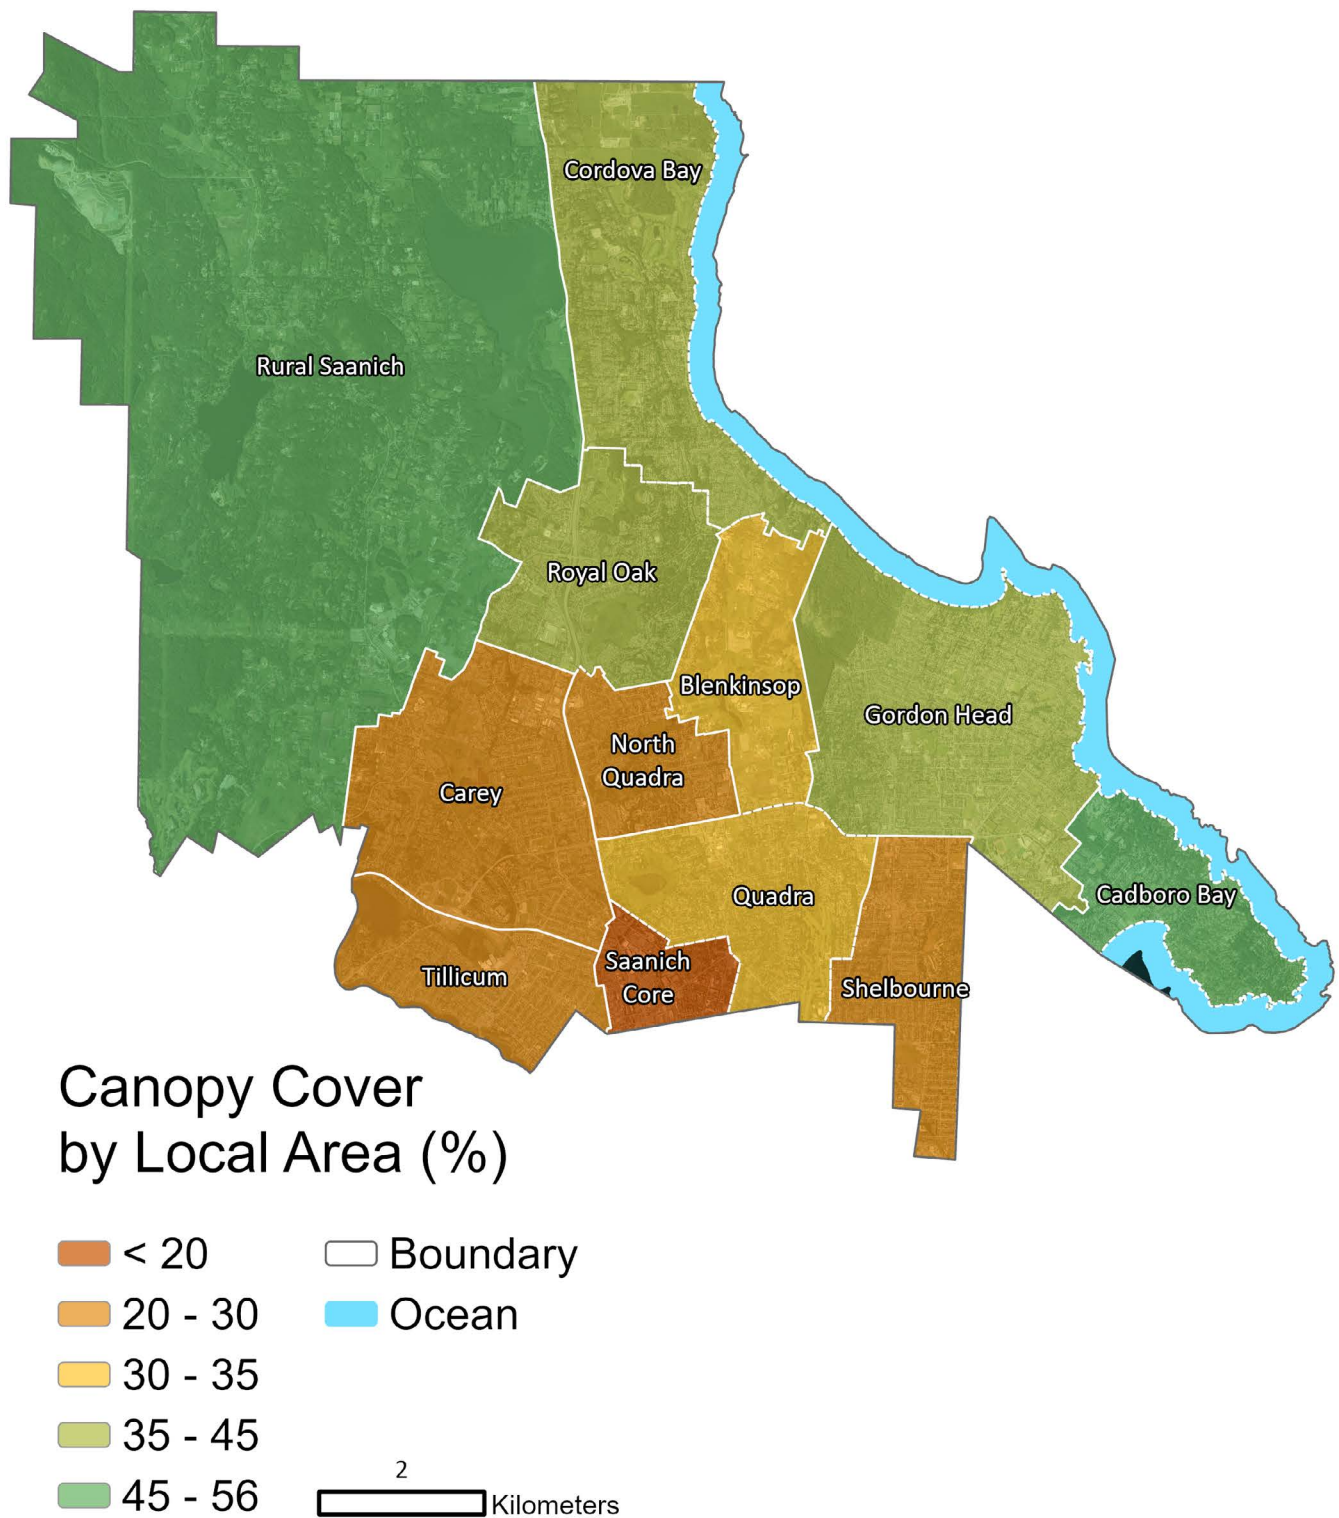 Cordova Bay
Rural Saanich
Royal Oak
Blenkinsop
Gordon Head
North
Quadra
Carey
Quadra
Cadboro Bay
Saanich
Core
Tillicum
Shelbourne
Canopy Cover
by Local Area (%)
< 20
Boundary
20 - 30
Ocean
30 - 35
35 - 45
45 - 56
2
Kilometers